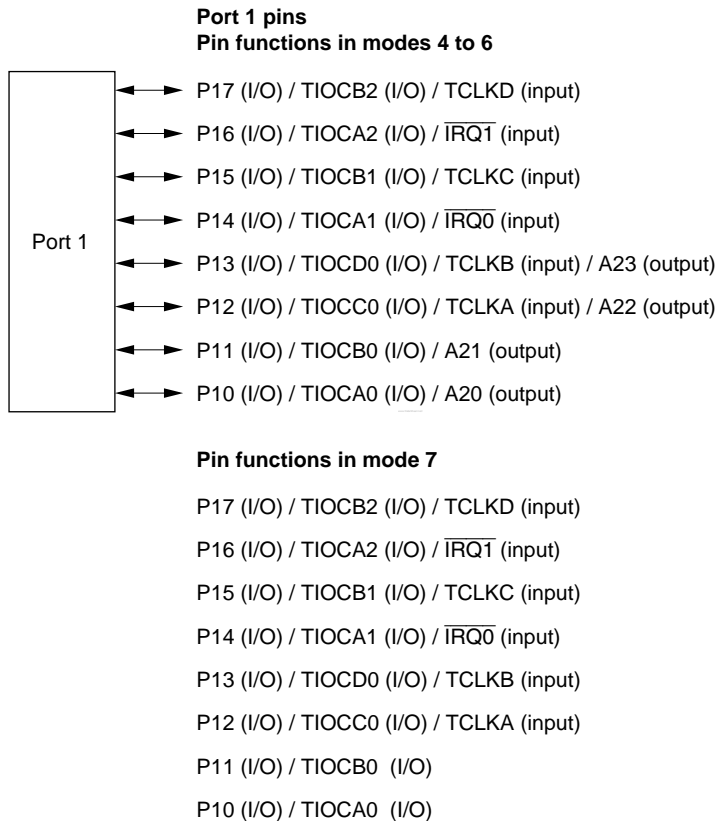 Port 1 pins
Pin functions in modes 4 to 6
P17 (I/O) / TIOCB2 (I/O) / TCLKD (input)
P16 (I/O) / TIOCA2 (I/O) / I̅R̅Q̅1̅ (input)
P15 (I/O) / TIOCB1 (I/O) / TCLKC (input)
P14 (I/O) / TIOCA1 (I/O) / I̅R̅Q̅0̅ (input)
Port 1
P13 (I/O) / TIOCD0 (I/O) / TCLKB (input) / A23 (output)
P12 (I/O) / TIOCC0 (I/O) / TCLKA (input) / A22 (output)
P11 (I/O) / TIOCB0 (I/O) / A21 (output)
P10 (I/O) / TIOCA0 (I/O) / A20 (output)
Pin functions in mode 7
P17 (I/O) / TIOCB2 (I/O) / TCLKD (input)
P16 (I/O) / TIOCA2 (I/O) / I̅R̅Q̅1̅ (input)
P15 (I/O) / TIOCB1 (I/O) / TCLKC (input)
P14 (I/O) / TIOCA1 (I/O) / I̅R̅Q̅0̅ (input)
P13 (I/O) / TIOCD0 (I/O) / TCLKB (input)
P12 (I/O) / TIOCC0 (I/O) / TCLKA (input)
P11 (I/O) / TIOCB0 (I/O)
P10 (I/O) / TIOCA0 (I/O)